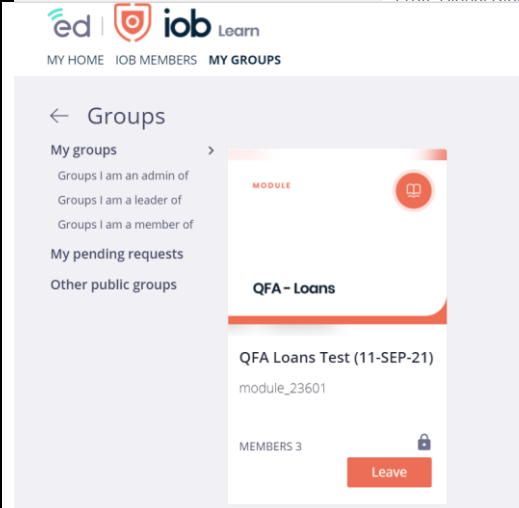 ed iob Learn
MY HOME IOB MEMBERS MY GROUPS
← Groups
My groups >
Groups I am an admin of
Groups I am a leader of
Groups I am a member of
My pending requests
Other public groups
MODULE
QFA - Loans
QFA Loans Test (11-SEP-21)
module_23601
MEMBERS 3
Leave